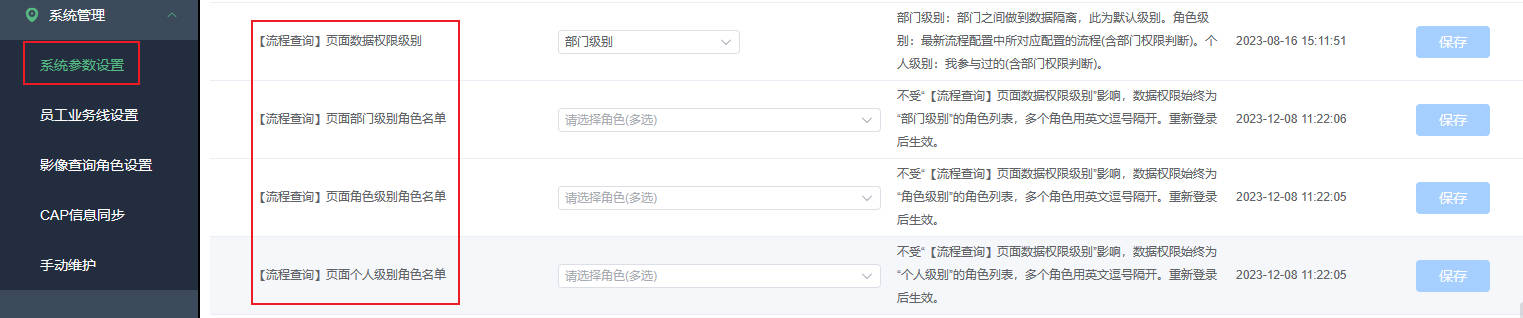 系统管理
系统参数设置
员工业务线设置
影像查询角色设置
CAP信息同步
手动维护
【流程查询】页面数据权限级别
部门级别
部门级别：部门之间做到数据隔离，此为默认级别。角色级
别：最新流程配置中所对应配置的流程(含部门权限判断)。个
人级别：我参与过的(含部门权限判断)。
2023-08-16 15:11:51
保存
【流程查询】页面部门级别角色名单
请选择角色(多选)
不受“【流程查询】页面数据权限级别”影响，数据权限始终为
“部门级别”的角色列表，多个角色用英文逗号隔开。重新登录
后生效。
2023-12-08 11:22:06
保存
【流程查询】页面角色级别角色名单
请选择角色(多选)
不受“【流程查询】页面数据权限级别”影响，数据权限始终为
“角色级别”的角色列表，多个角色用英文逗号隔开。重新登录
后生效。
2023-12-08 11:22:05
保存
【流程查询】页面个人级别角色名单
请选择角色(多选)
不受“【流程查询】页面数据权限级别”影响，数据权限始终为
“个人级别”的角色列表，多个角色用英文逗号隔开。重新登录
后生效。
2023-12-08 11:22:05
保存